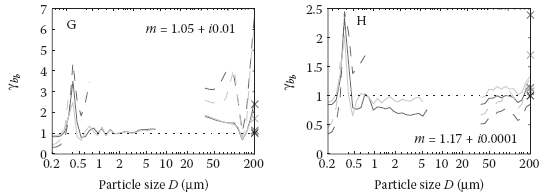 G
m = 1.05 + i0.01
γbb
7
6
5
4
3
2
1
0
0.2 0.5 1 2 5 10 20 50 200
Particle size D (μm)
H
m = 1.17 + i0.0001
γbb
2.5
2
1.5
1
0.5
0
0.2 0.5 1 2 5 10 20 50 200
Particle size D (μm)